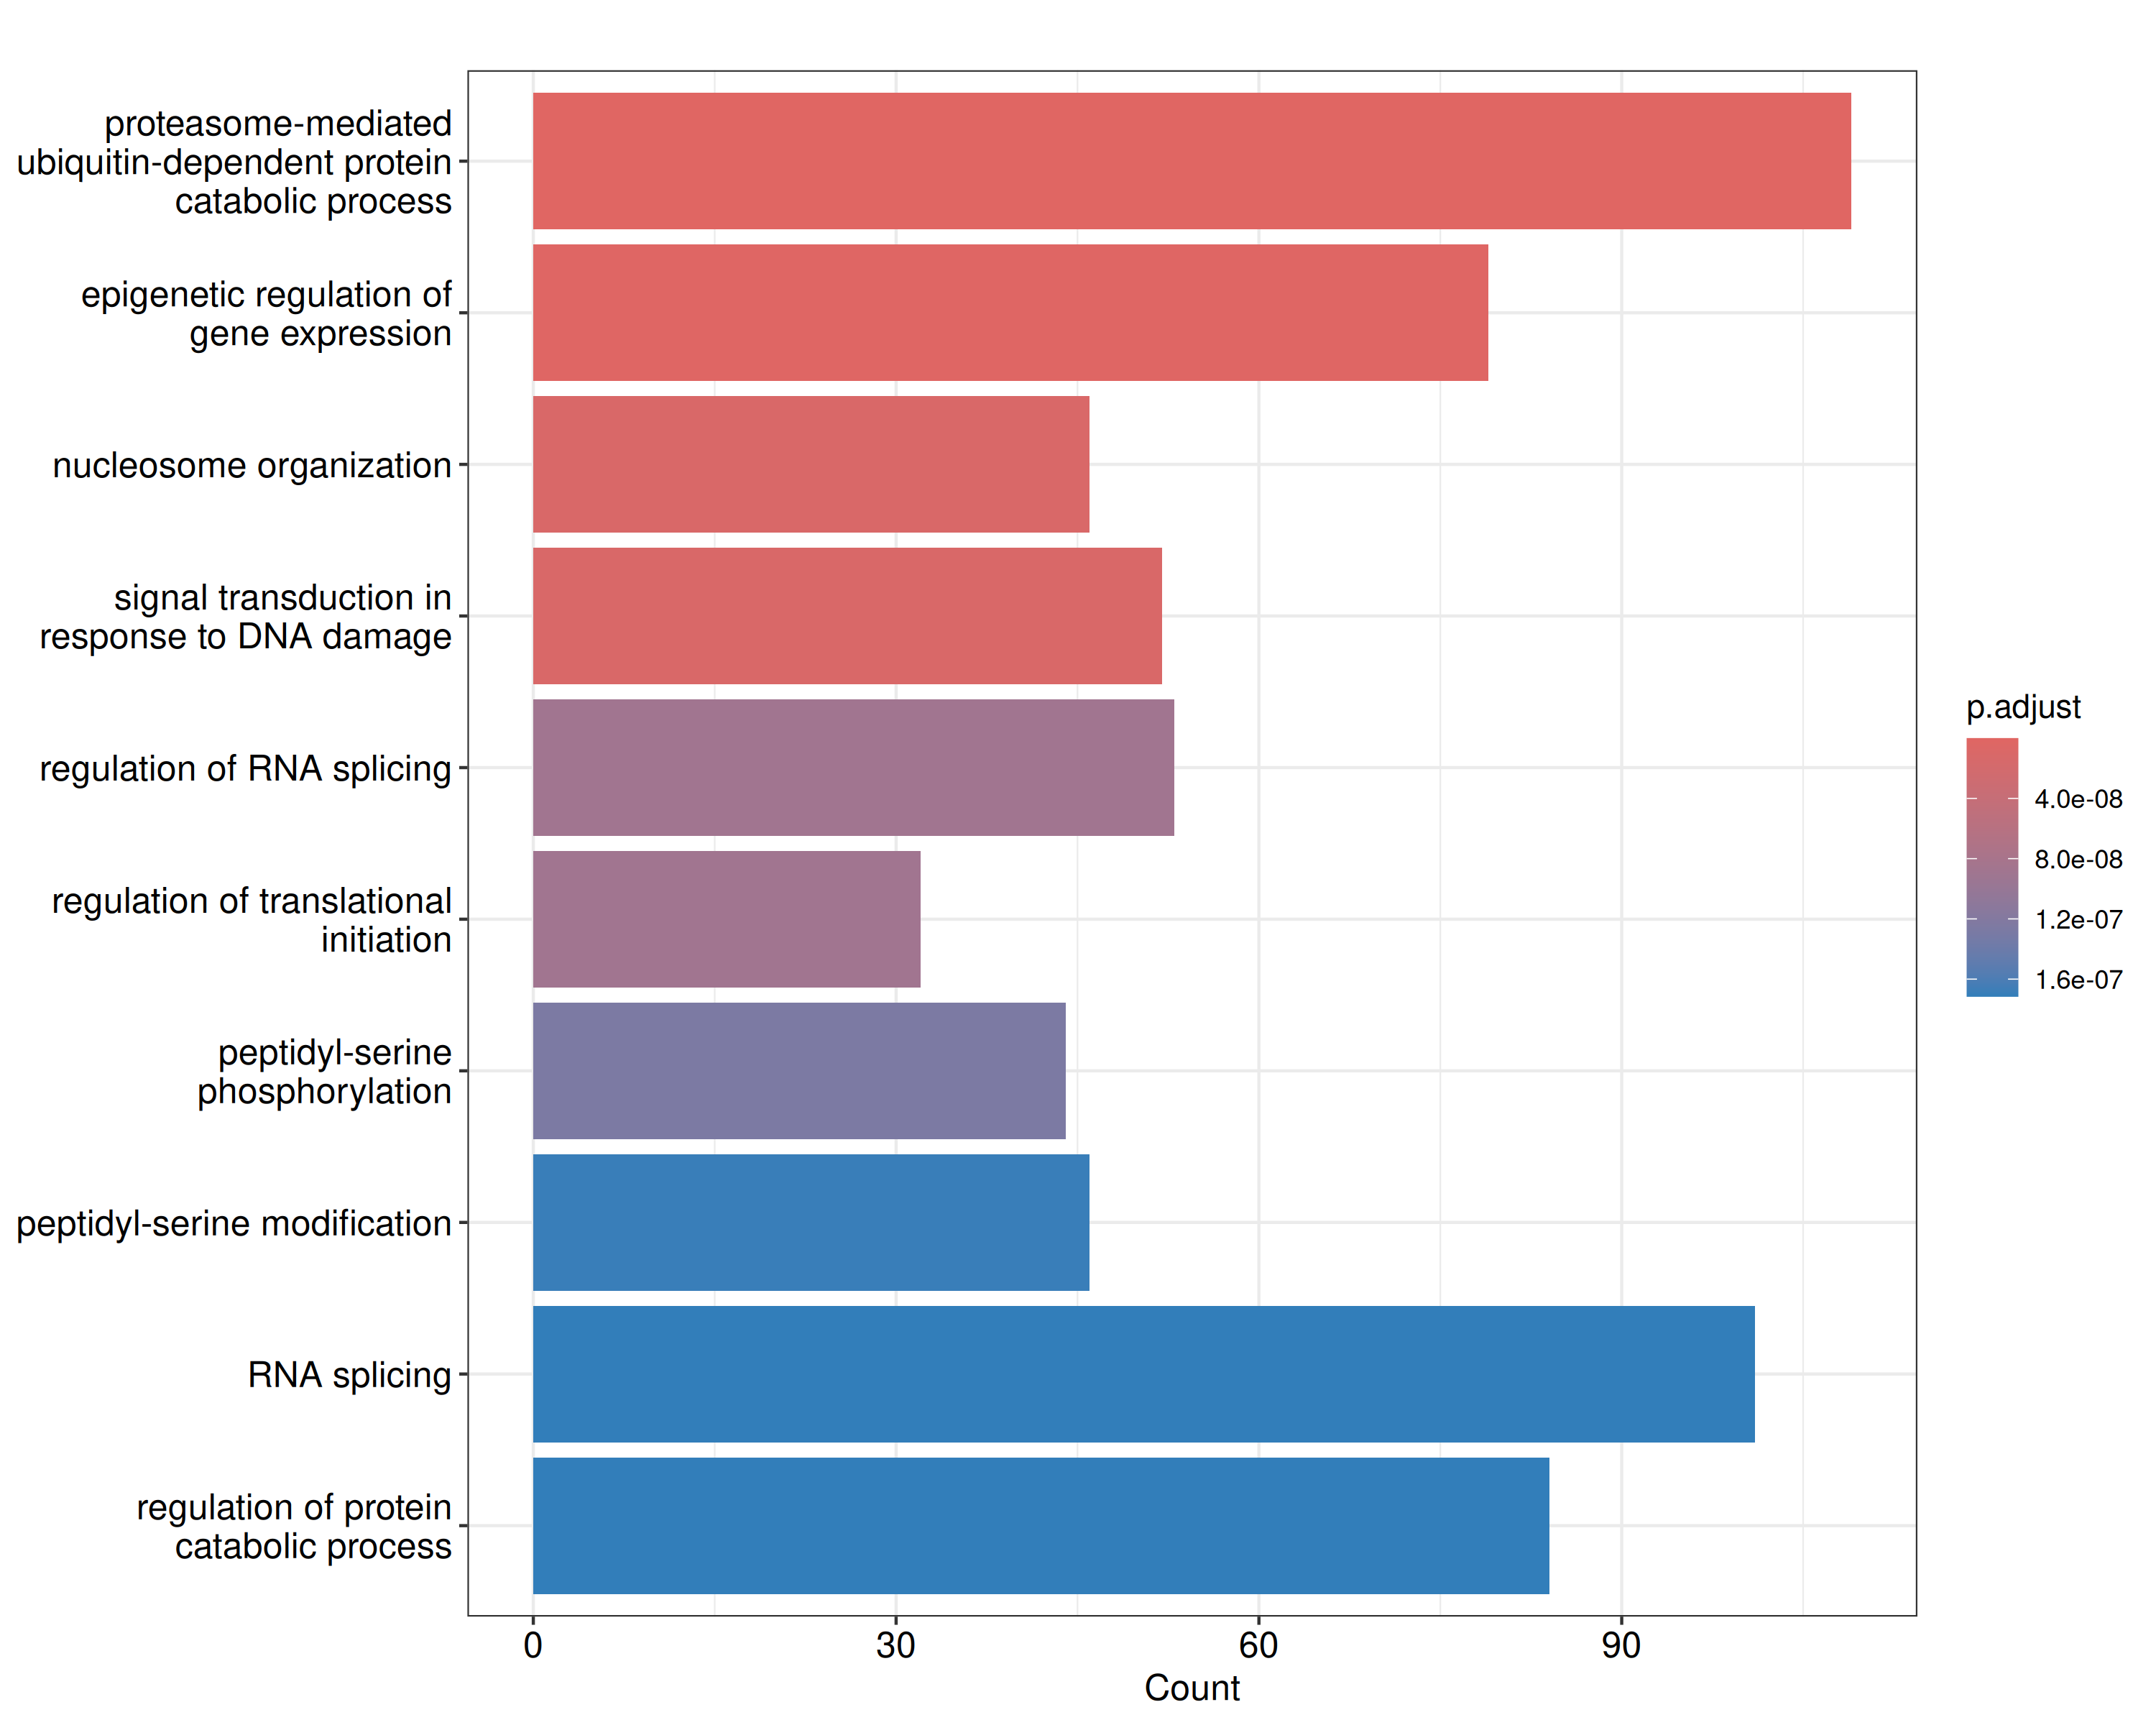 proteasome-mediated
ubiquitin-dependent protein
catabolic process
epigenetic regulation of
gene expression
nucleosome organization
signal transduction in
response to DNA damage
regulation of RNA splicing
regulation of translational
initiation
peptidyl-serine
phosphorylation
peptidyl-serine modification
RNA splicing
regulation of protein
catabolic process
0 30 60 90
Count
p.adjust
4.0e-08
8.0e-08
1.2e-07
1.6e-07